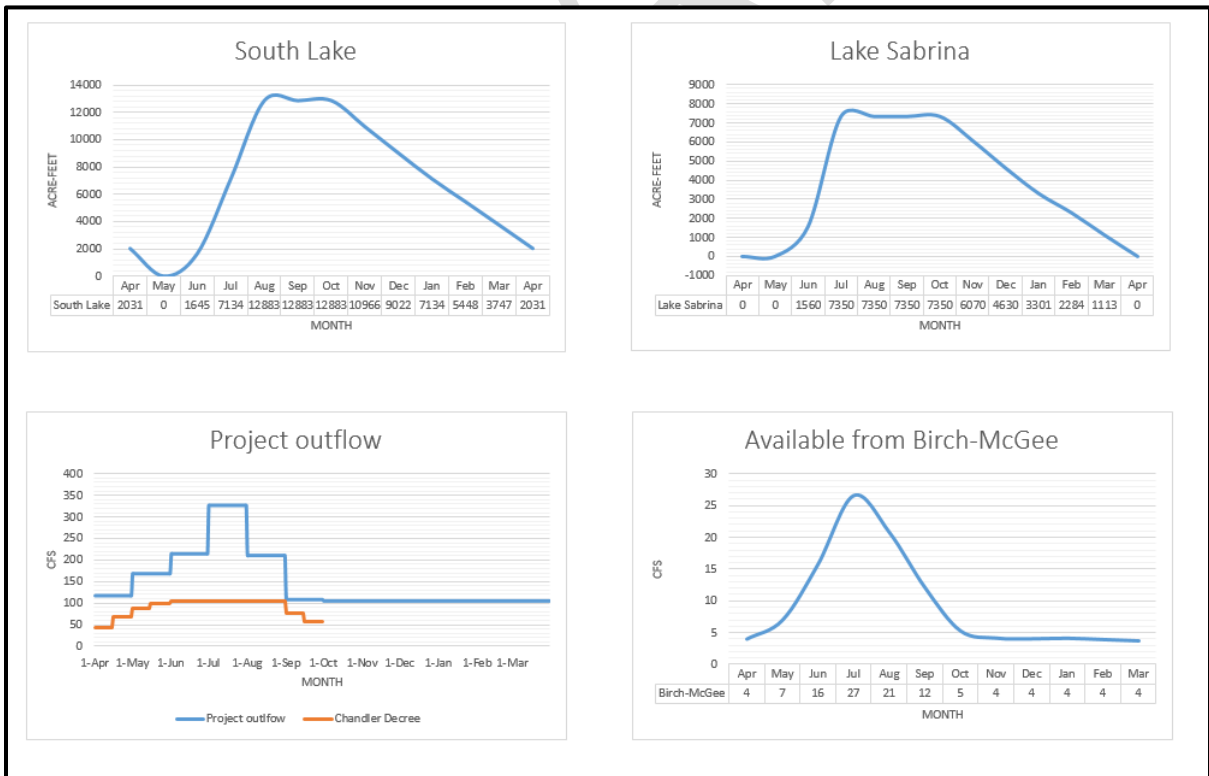 South Lake
14000
12000
10000
8000
6000
4000
2000
0
ACRE-FEET
Apr May Jun Jul Aug Sep Oct Nov Dec Jan Feb Mar Apr
South Lake 2031 0 1645 7134 12883 12883 12883 10966 9022 7134 5448 3747 2031
MONTH
Lake Sabrina
9000
8000
7000
6000
5000
4000
3000
2000
1000
0
-1000
ACRE-FEET
Apr May Jun Jul Aug Sep Oct Nov Dec Jan Feb Mar Apr
Lake Sabrina 0 0 1560 7350 7350 7350 7350 6070 4630 3301 2284 1113 0
MONTH
Project outflow
400
350
300
250
200
150
100
50
0
CFS
1-Apr 1-May 1-Jun 1-Jul 1-Aug 1-Sep 1-Oct 1-Nov 1-Dec 1-Jan 1-Feb 1-Mar
MONTH
Project outlfow Chandler Decree
Available from Birch-McGee
30
25
20
15
10
5
0
CFS
Apr May Jun Jul Aug Sep Oct Nov Dec Jan Feb Mar
Birch-McGee 4 7 16 27 21 12 5 4 4 4 4 4
MONTH